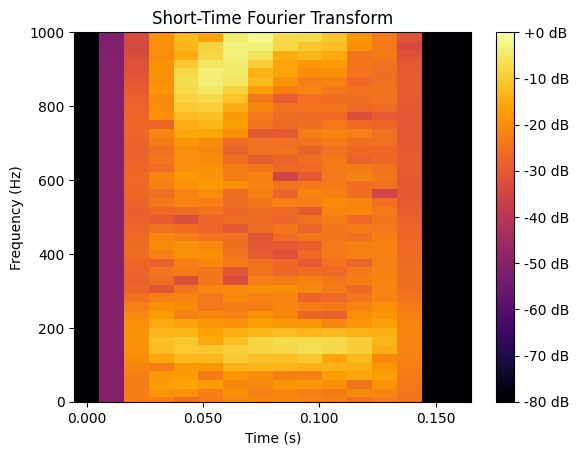 Short-Time Fourier Transform
1000
800
600
400
200
0
Frequency (Hz)
0.000
0.050
0.100
0.150
Time (s)
+0 dB
-10 dB
-20 dB
-30 dB
-40 dB
-50 dB
-60 dB
-70 dB
-80 dB